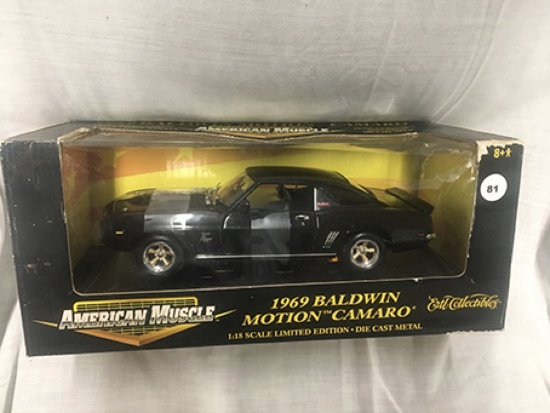 AMERICAN MUSCLE
8+
81
AMERICAN MUSCLE™
1969 BALDWIN
MOTION™ CAMARO®
1:18 SCALE LIMITED EDITION • DIE CAST METAL
Ertl Collectibles